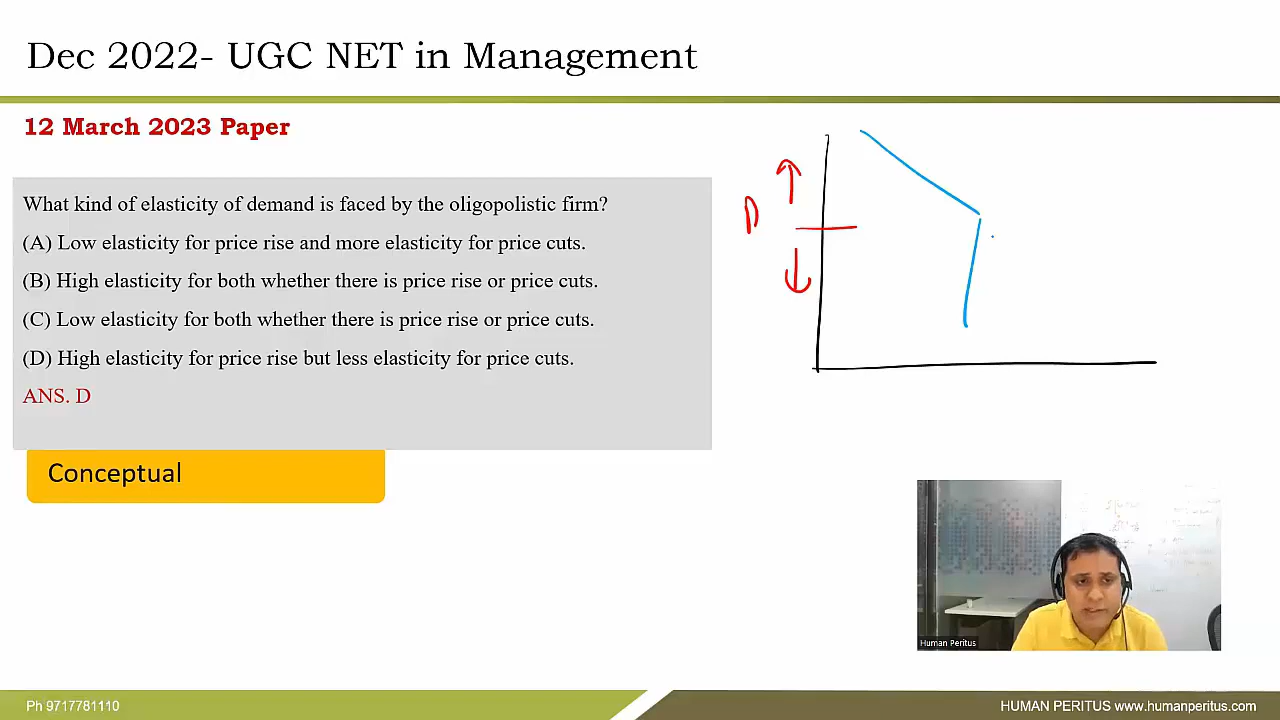 Dec 2022- UGC NET in Management
12 March 2023 Paper
What kind of elasticity of demand is faced by the oligopolistic firm?
(A) Low elasticity for price rise and more elasticity for price cuts.
(B) High elasticity for both whether there is price rise or price cuts.
(C) Low elasticity for both whether there is price rise or price cuts.
(D) High elasticity for price rise but less elasticity for price cuts.
ANS. D
Conceptual
Human Peritus
Ph 9717781110
HUMAN PERITUS www.humanperitus.com